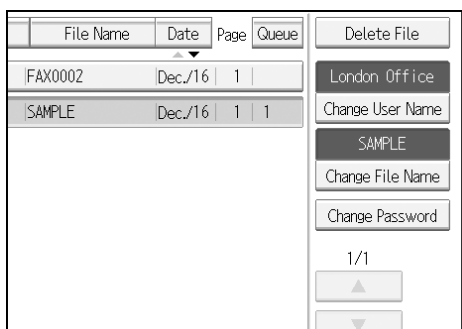 File Name Date Page Queue Delete File
FAX0002 Dec./16 1 London Office
SAMPLE Dec./16 1 1 Change User Name
SAMPLE
Change File Name
Change Password
1/1